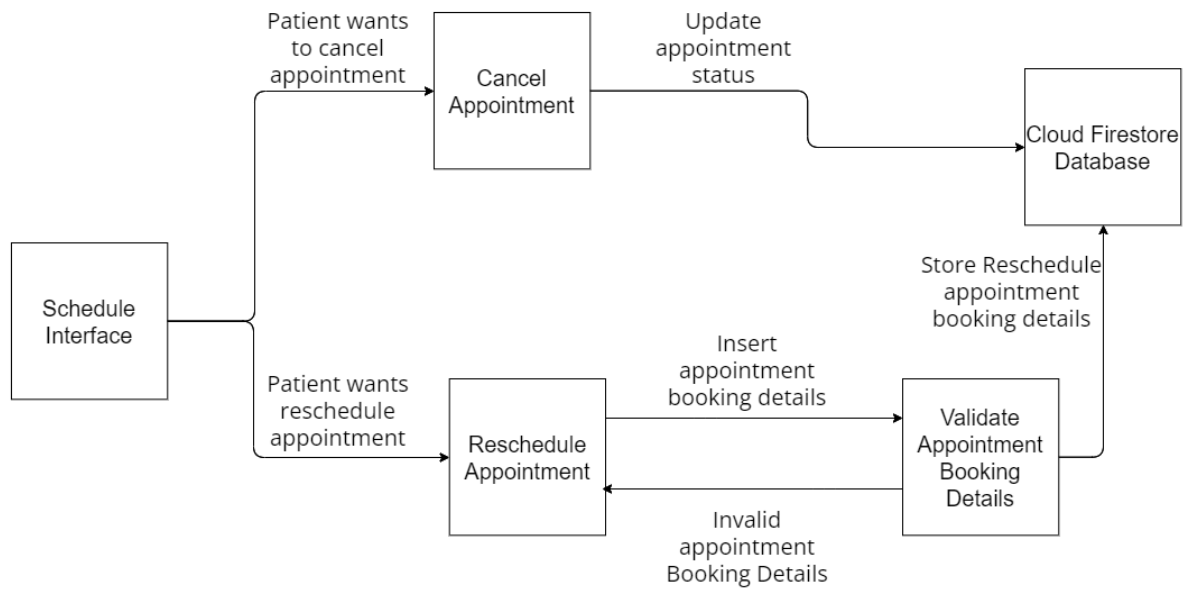 Patient wants
to cancel
appointment
Cancel
Appointment
Update
appointment
status
Cloud Firestore
Database
Schedule
Interface
Store Reschedule
appointment
booking details
Patient wants
reschedule
appointment
Reschedule
Appointment
Insert
appointment
booking details
Validate
Appointment
Booking
Details
Invalid
appointment
Booking Details